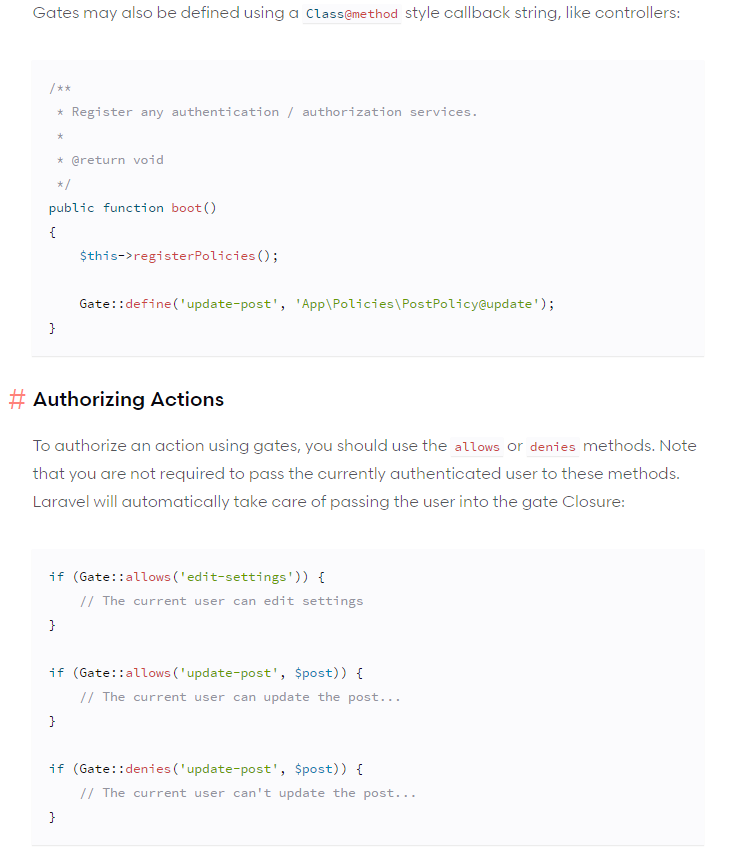 Gates may also be defined using a Class@method style callback string, like controllers:
/**
 * Register any authentication / authorization services.
 *
 * @return void
 */
public function boot()
{
    $this->registerPolicies();

    Gate::define('update-post', 'App\Policies\PostPolicy@update');
}
# Authorizing Actions
To authorize an action using gates, you should use the allows or denies methods. Note
that you are not required to pass the currently authenticated user to these methods.
Laravel will automatically take care of passing the user into the gate Closure:
if (Gate::allows('edit-settings')) {
    // The current user can edit settings
}

if (Gate::allows('update-post', $post)) {
    // The current user can update the post...
}

if (Gate::denies('update-post', $post)) {
    // The current user can't update the post...
}